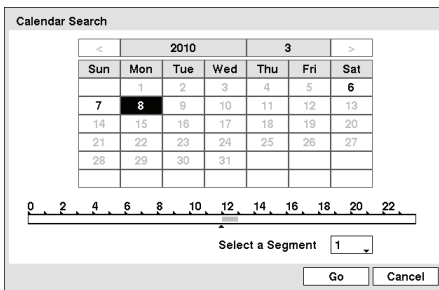 Calendar Search
< 2010 3 >
Sun Mon Tue Wed Thu Fri Sat
1 2 3 4 5 6
7 8 9 10 11 12 13
14 15 16 17 18 19 20
21 22 23 24 25 26 27
28 29 30 31
0 2 4 6 8 10 12 14 16 18 20 22
Select a Segment 1
Go Cancel